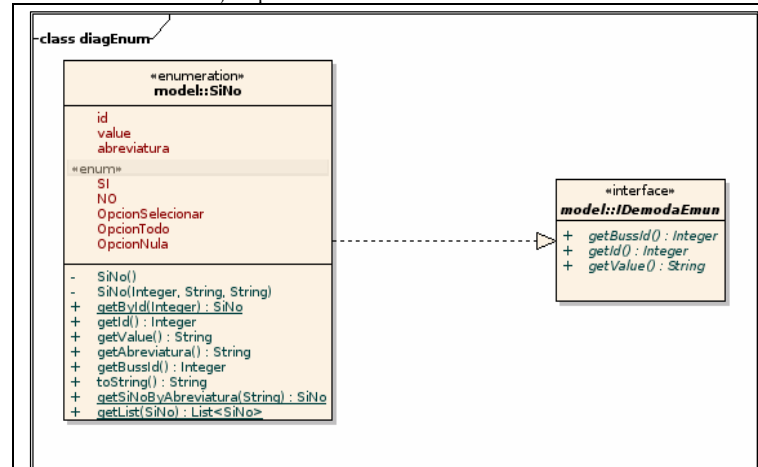 class diagEnum
«enumeration»
model::SiNo
id
value
abreviatura
«enum»
SI
NO
OpcionSelecionar
OpcionTodo
OpcionNula
- SiNo()
- SiNo(Integer, String, String)
+ getById(Integer) : SiNo
+ getId() : Integer
+ getValue() : String
+ getAbreviatura() : String
+ getBussId() : Integer
+ toString() : String
+ getSiNoByAbreviatura(String) : SiNo
+ getList(SiNo) : List<SiNo>
«interface»
model::IDemodaEmun
+ getBussId() : Integer
+ getId() : Integer
+ getValue() : String